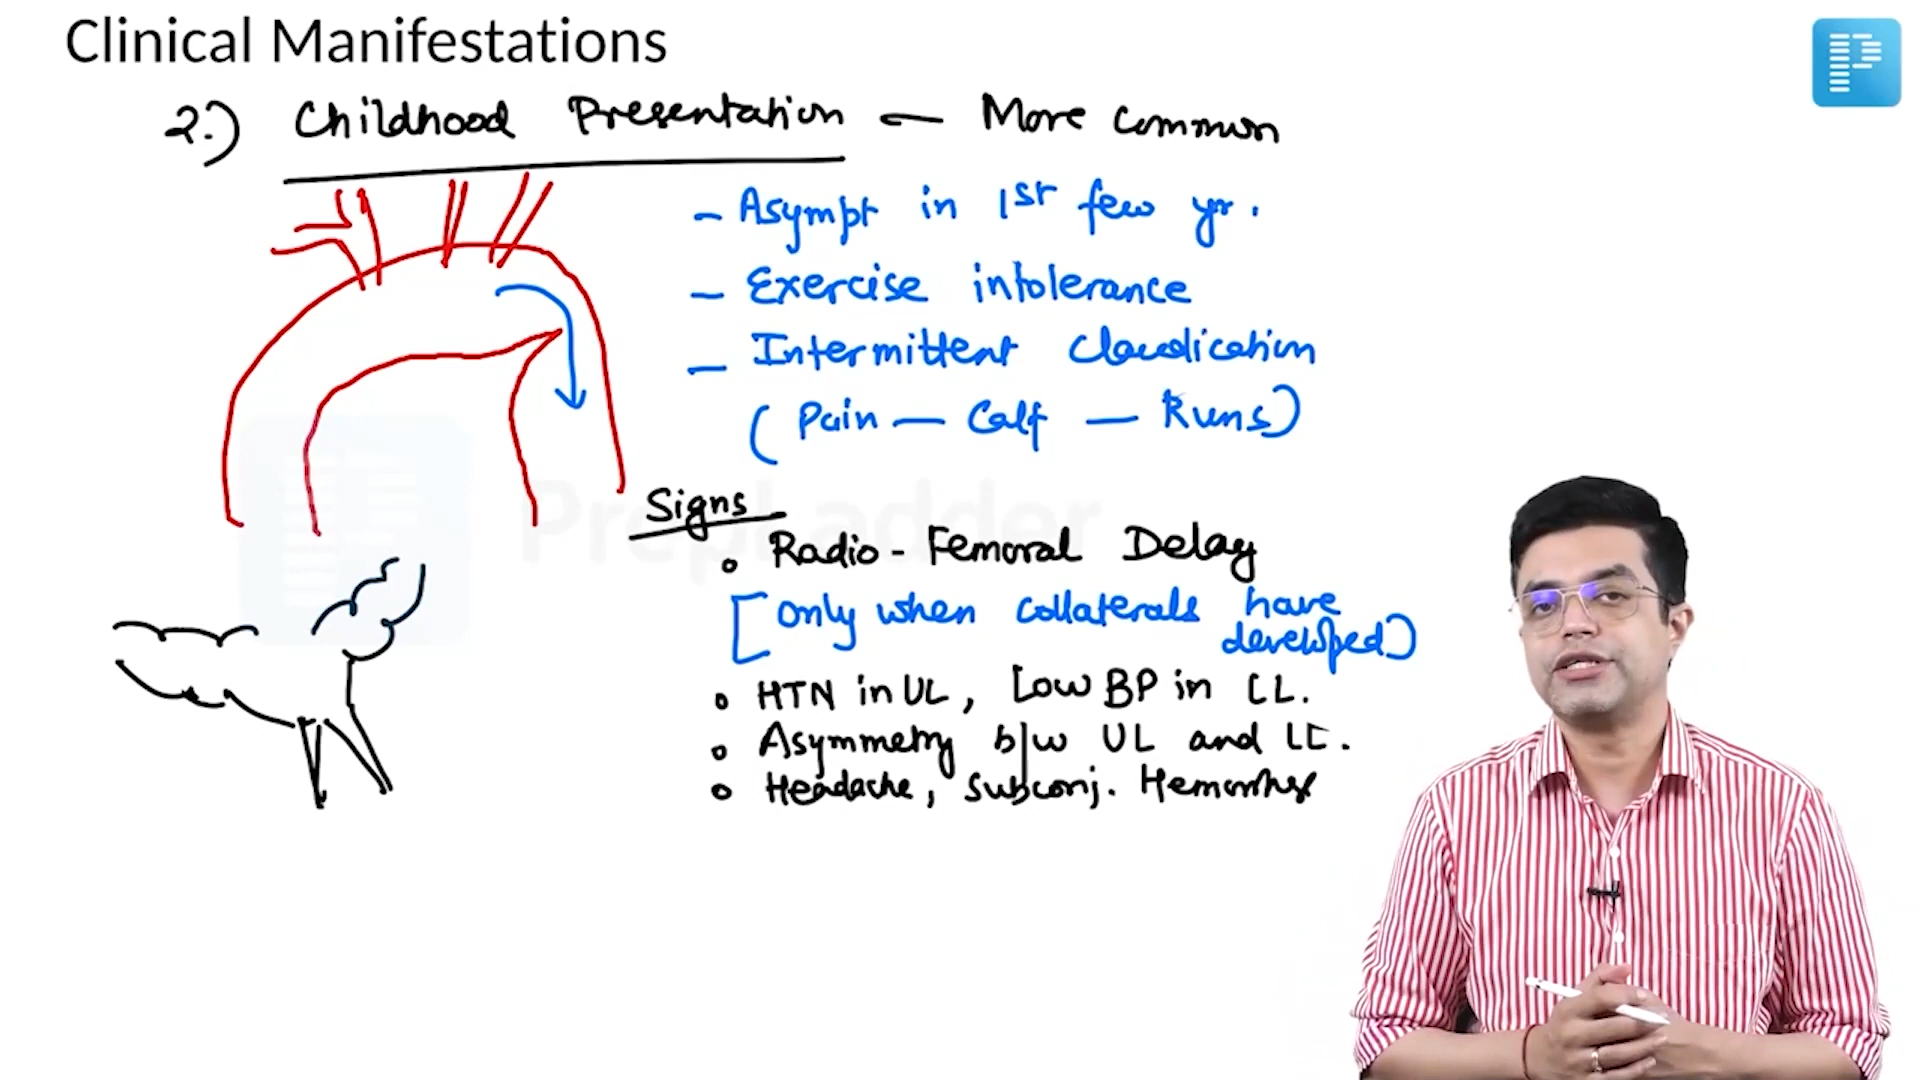 Clinical Manifestations
2.) Childhood Presentation — More common
- Asympt in 1st few yr.
- Exercise intolerance
- Intermittent Claudication
(Pain — Calf — Runs)
Signs
PrepLadder
o Radio - Femoral Delay
[Only when collaterals have
developed)
o HTN in UL, Low BP in LL.
o Asymmetry b/w UL and LL.
o Headache, Subconj.